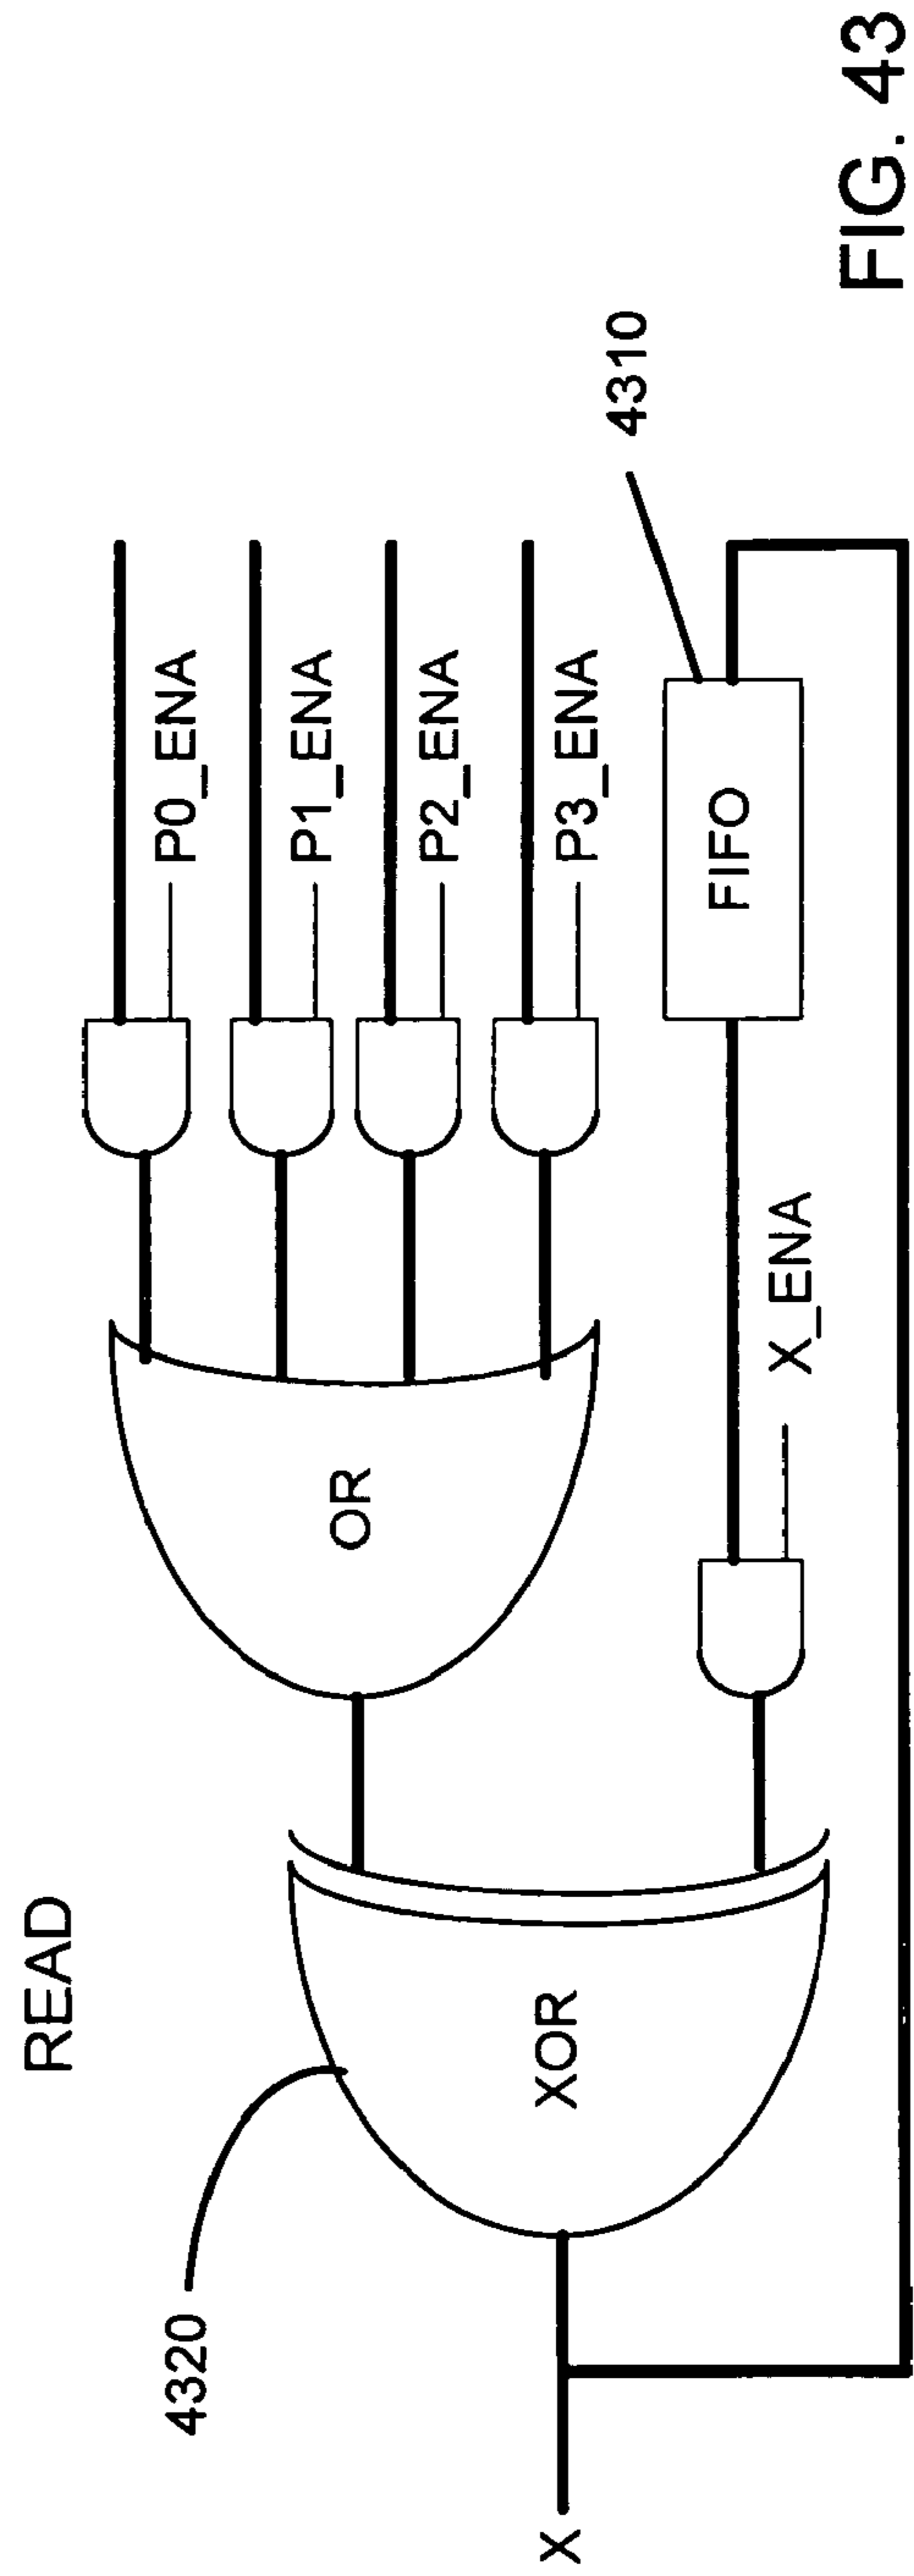 READ
4320
X
XOR
OR
P0_ENA
P1_ENA
P2_ENA
P3_ENA
X_ENA
FIFO
4310
FIG. 43